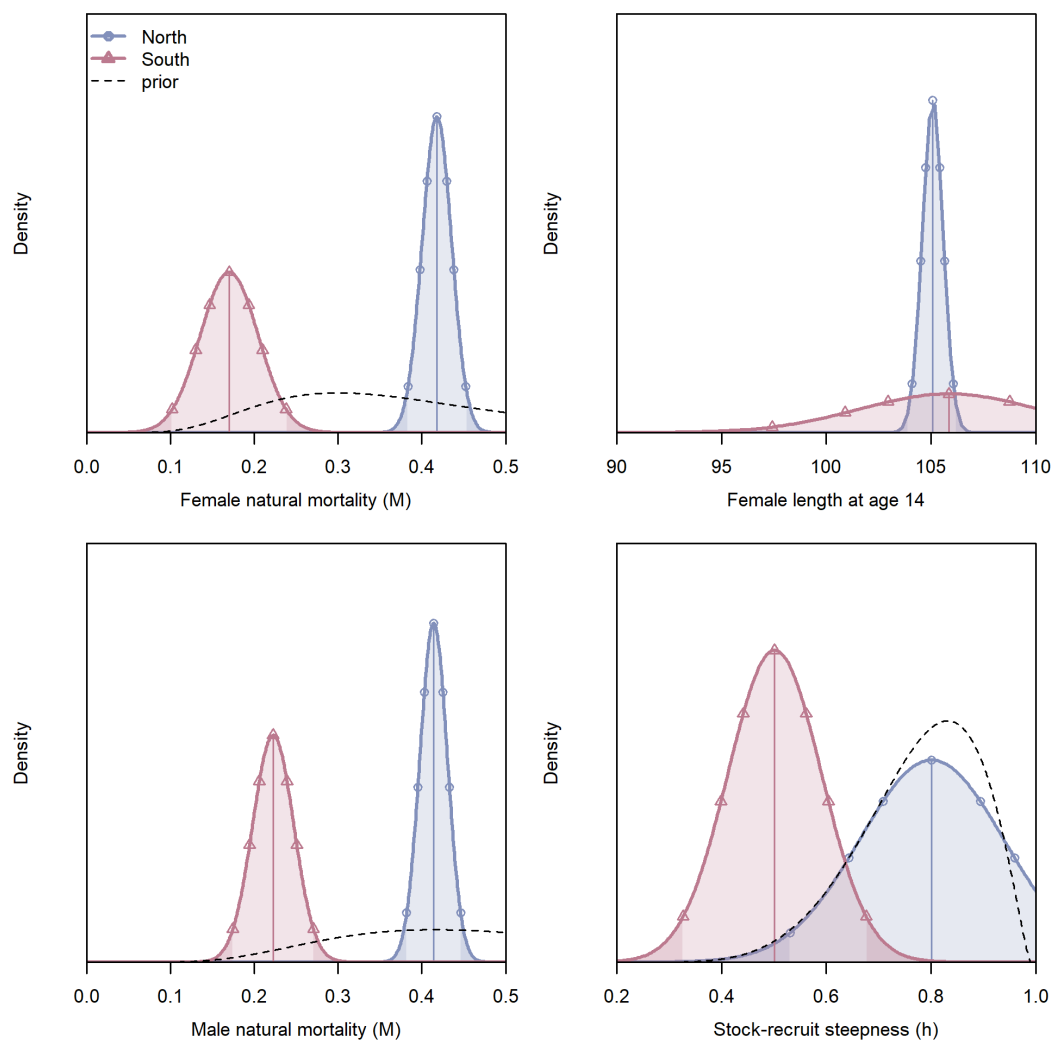 North
South
prior
Density
0.0 0.1 0.2 0.3 0.4 0.5
Female natural mortality (M)
Density
90 95 100 105 110
Female length at age 14
Density
0.0 0.1 0.2 0.3 0.4 0.5
Male natural mortality (M)
Density
0.2 0.4 0.6 0.8 1.0
Stock-recruit steepness (h)